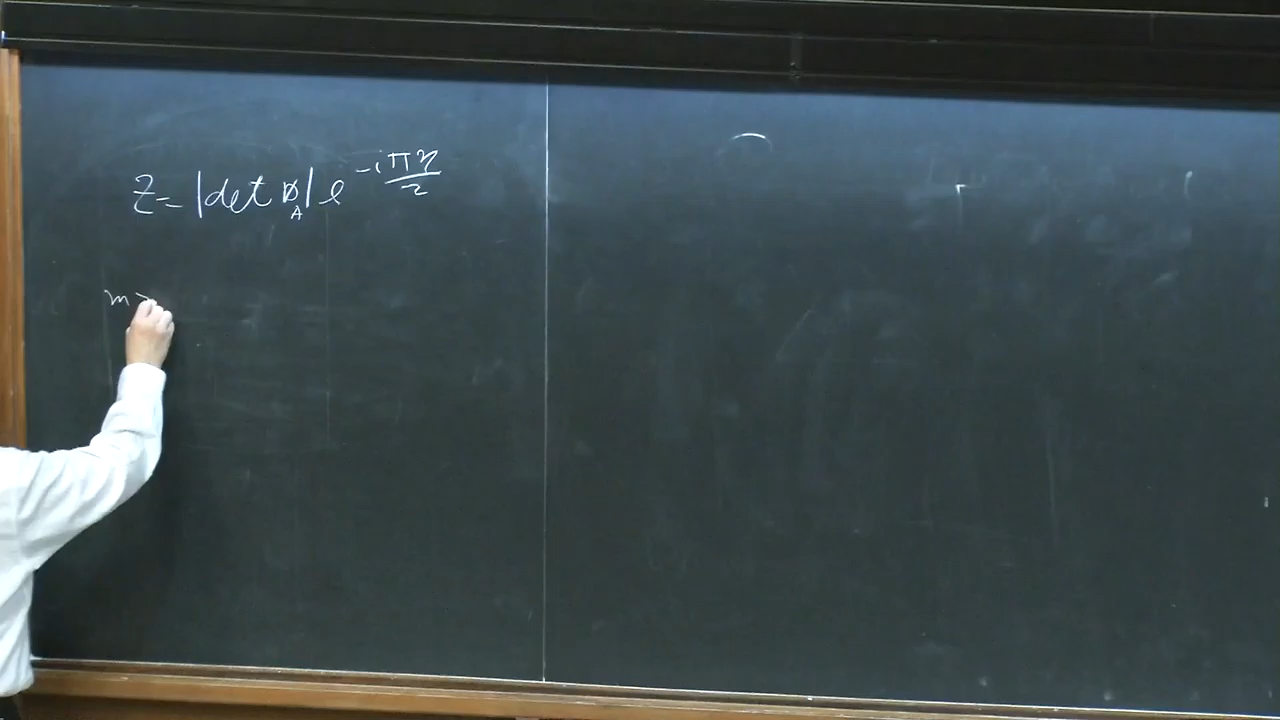 Z = |det D̸_A| e^{-iπη/2}
m >